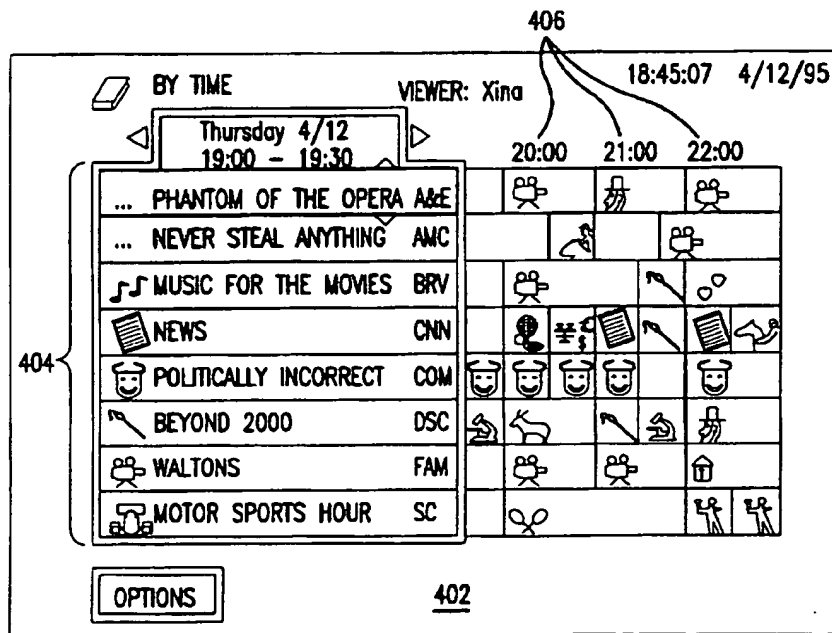 406
BY TIME
VIEWER: Xina
18:45:07 4/12/95
Thursday 4/12
19:00 - 19:30
20:00 21:00 22:00
... PHANTOM OF THE OPERA A&E
... NEVER STEAL ANYTHING AMC
MUSIC FOR THE MOVIES BRV
NEWS CNN
404
POLITICALLY INCORRECT COM
BEYOND 2000 DSC
WALTONS FAM
MOTOR SPORTS HOUR SC
OPTIONS
402